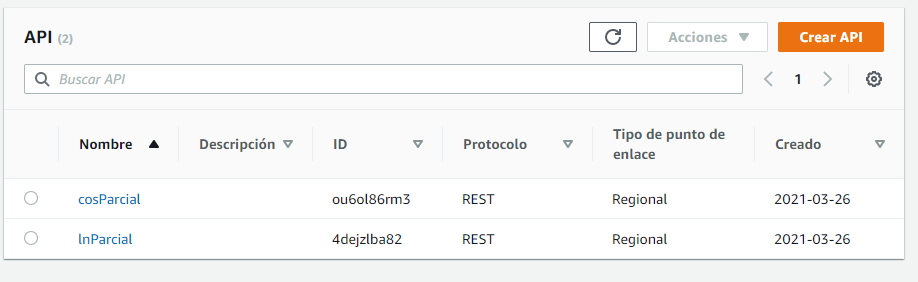 API (2)
Acciones
Crear API
Buscar API
1
Nombre
Descripción
ID
Protocolo
Tipo de punto de
enlace
Creado
cosParcial
ou6ol86rm3
REST
Regional
2021-03-26
lnParcial
4dejzlba82
REST
Regional
2021-03-26